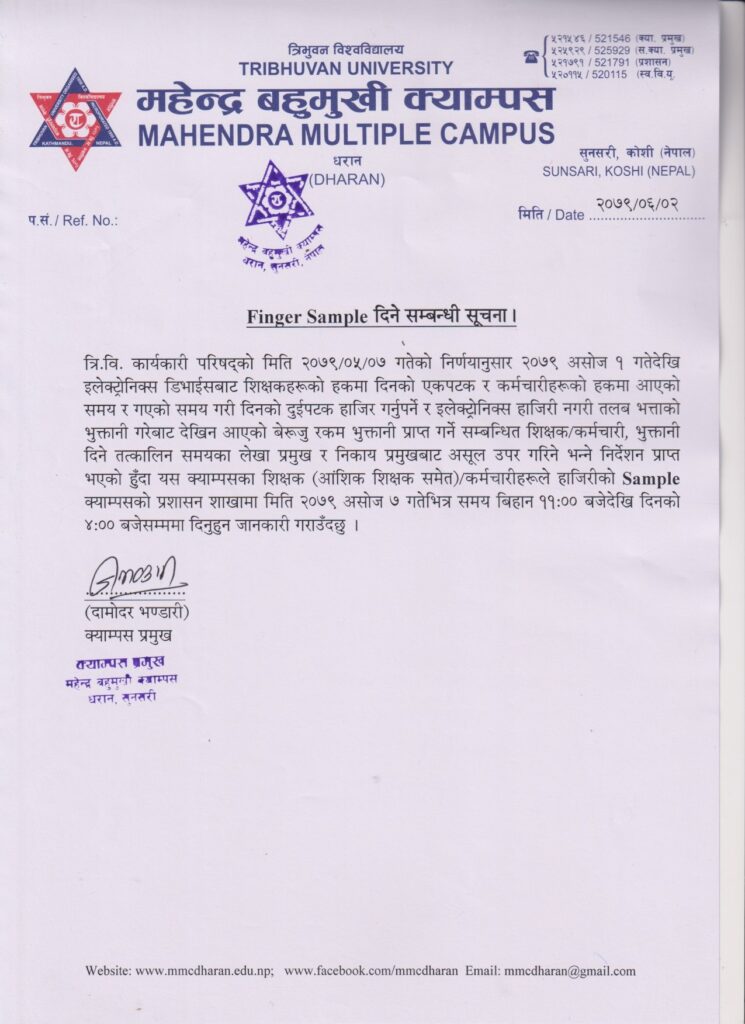 त्रिभुवन विश्वविद्यालय
TRIBHUVAN UNIVERSITY
महेन्द्र बहुमुखी क्याम्पस
MAHENDRA MULTIPLE CAMPUS
धरान
(DHARAN)
५२१५४६ / 521546 (क्या. प्रमुख)
५२५९२९ / 525929 (स.क्या. प्रमुख)
५२१७९१ / 521791 (प्रशासन)
५२०११५ / 520115 (स्व.वि.यु.
सुनसरी, कोशी (नेपाल)
SUNSARI, KOSHI (NEPAL)
KATHMANDU, NEPAL
महेन्द्र बहुमुखी क्याम्पस
धरान, सुनसरी, नेपाल
प.सं./ Ref. No.:
मिति / Date २०७९/०६/०२
Finger Sample दिने सम्बन्धी सूचना।
त्रि.वि. कार्यकारी परिषद्को मिति २०७९/०५/०७ गतेको निर्णयानुसार २०७९ असोज १ गतेदेखि
इलेक्ट्रोनिक्स डिभाईसबाट शिक्षकहरूको हकमा दिनको एकपटक र कर्मचारीहरूको हकमा आएको
समय र गएको समय गरी दिनको दुईपटक हाजिर गर्नुपर्ने र इलेक्ट्रोनिक्स हाजिरी नगरी तलब भत्ताको
भुक्तानी गरेबाट देखिन आएको बेरूजु रकम भुक्तानी प्राप्त गर्ने सम्बन्धित शिक्षक/कर्मचारी, भुक्तानी
दिने तत्कालिन समयका लेखा प्रमुख र निकाय प्रमुखबाट असूल उपर गरिने भन्ने निर्देशन प्राप्त
भएको हुँदा यस क्याम्पसका शिक्षक (आंशिक शिक्षक समेत)/कर्मचारीहरूले हाजिरीको Sample
क्याम्पसको प्रशासन शाखामा मिति २०७९ असोज ७ गतेभित्र समय बिहान ११:०० बजेदेखि दिनको
४:०० बजेसम्ममा दिनुहुन जानकारी गराउँदछु ।
(दामोदर भण्डारी)
क्याम्पस प्रमुख
क्याम्पस प्रमुख
महेन्द्र बहुमुखी क्याम्पस
धरान, सुनसरी
Website: www.mmcdharan.edu.np; www.facebook.com/mmcdharan Email: mmcdharan@gmail.com